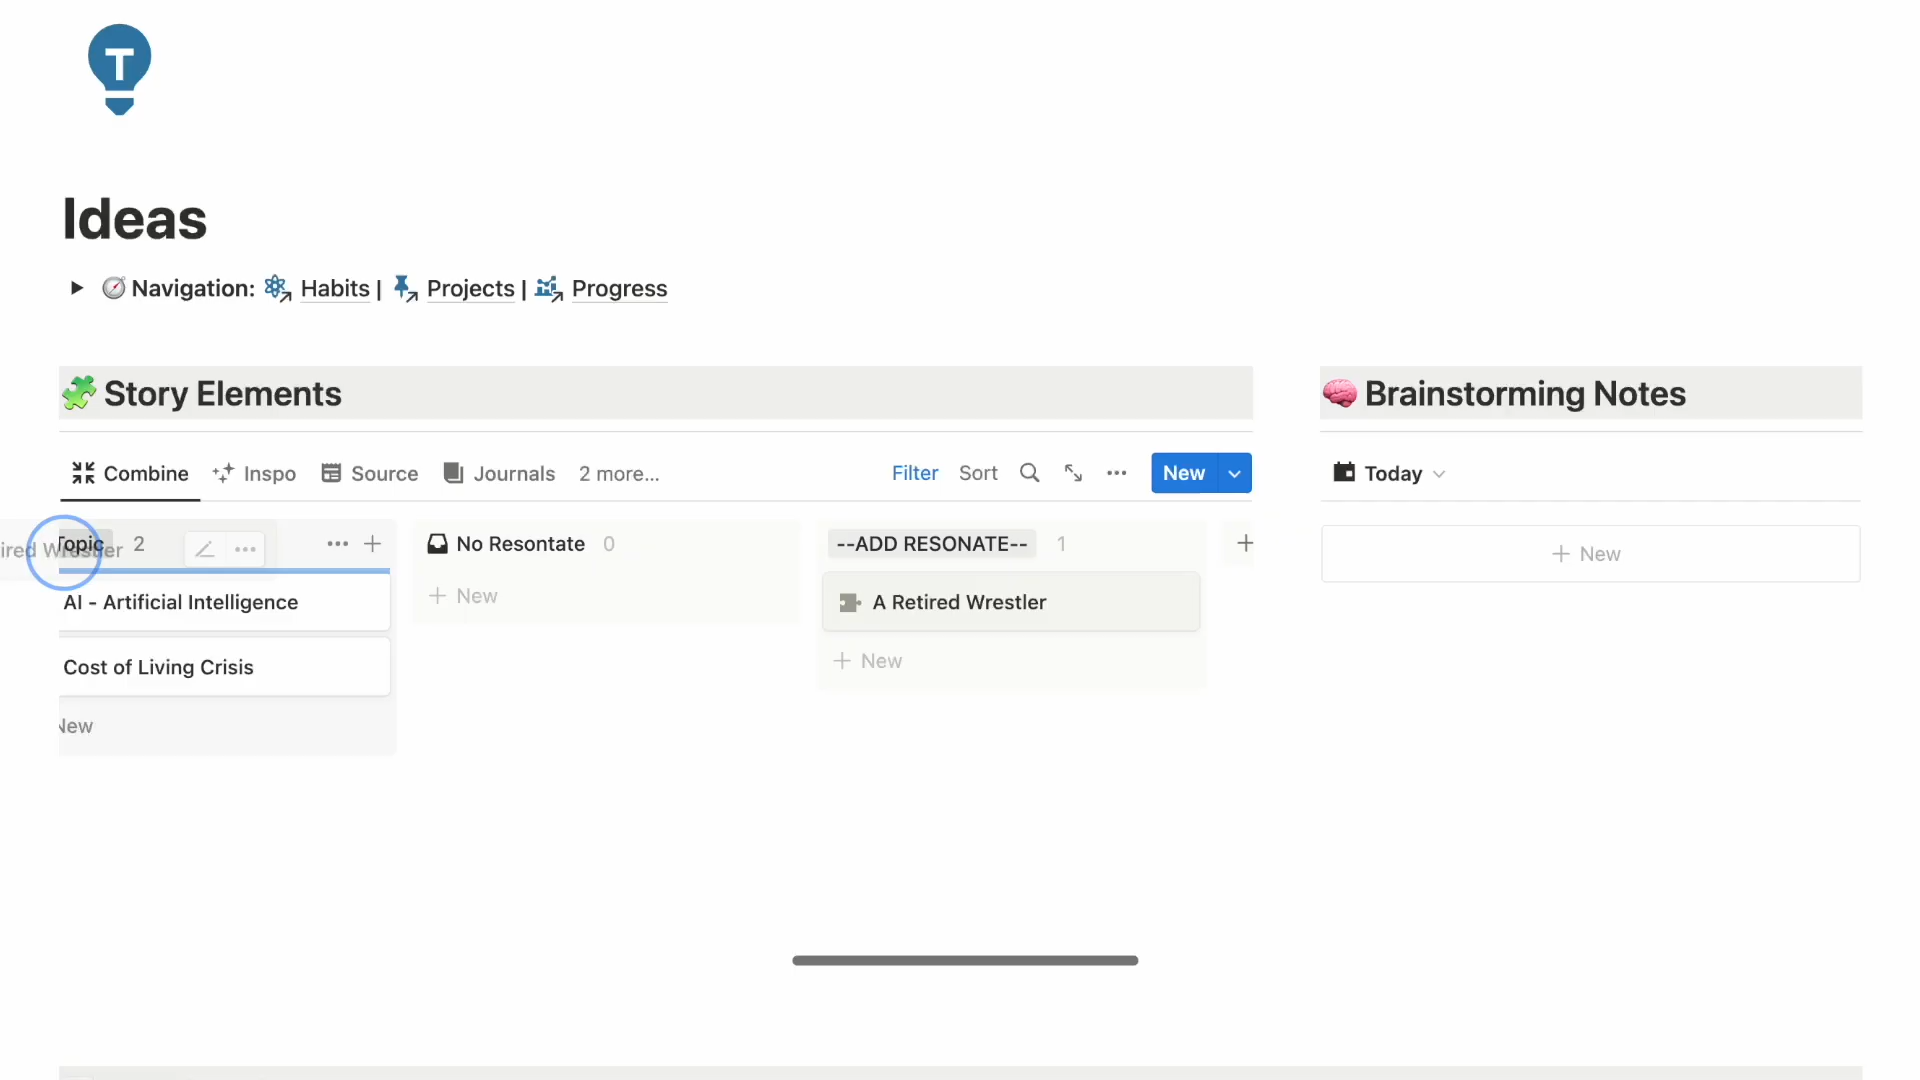 T
Ideas
Navigation: Habits | Projects | Progress
Story Elements
Combine Inspo Source Journals 2 more... Filter Sort New
Topic 2
AI - Artificial Intelligence
Cost of Living Crisis
New
No Resontate 0
New
--ADD RESONATE-- 1
A Retired Wrestler
New
Brainstorming Notes
Today
New